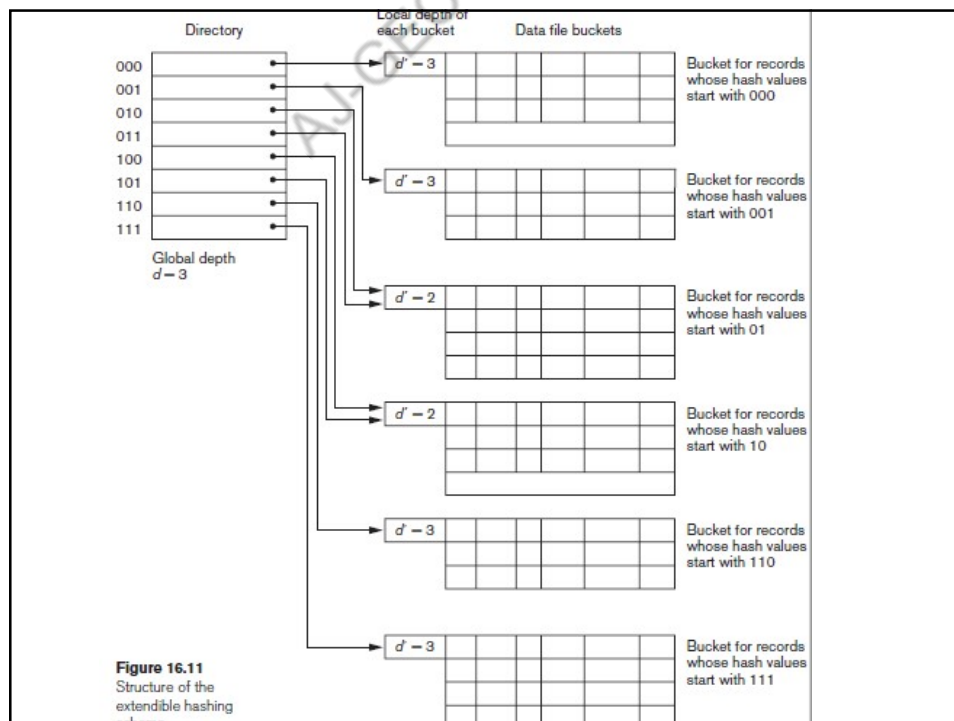 Directory
Local depth of
each bucket
Data file buckets
000
001
010
011
100
101
110
111
Global depth
d – 3
d' – 3
Bucket for records
whose hash values
start with 000
d' – 3
Bucket for records
whose hash values
start with 001
d' – 2
Bucket for records
whose hash values
start with 01
d' – 2
Bucket for records
whose hash values
start with 10
d' – 3
Bucket for records
whose hash values
start with 110
d' – 3
Bucket for records
whose hash values
start with 111
Figure 16.11
Structure of the
extendible hashing